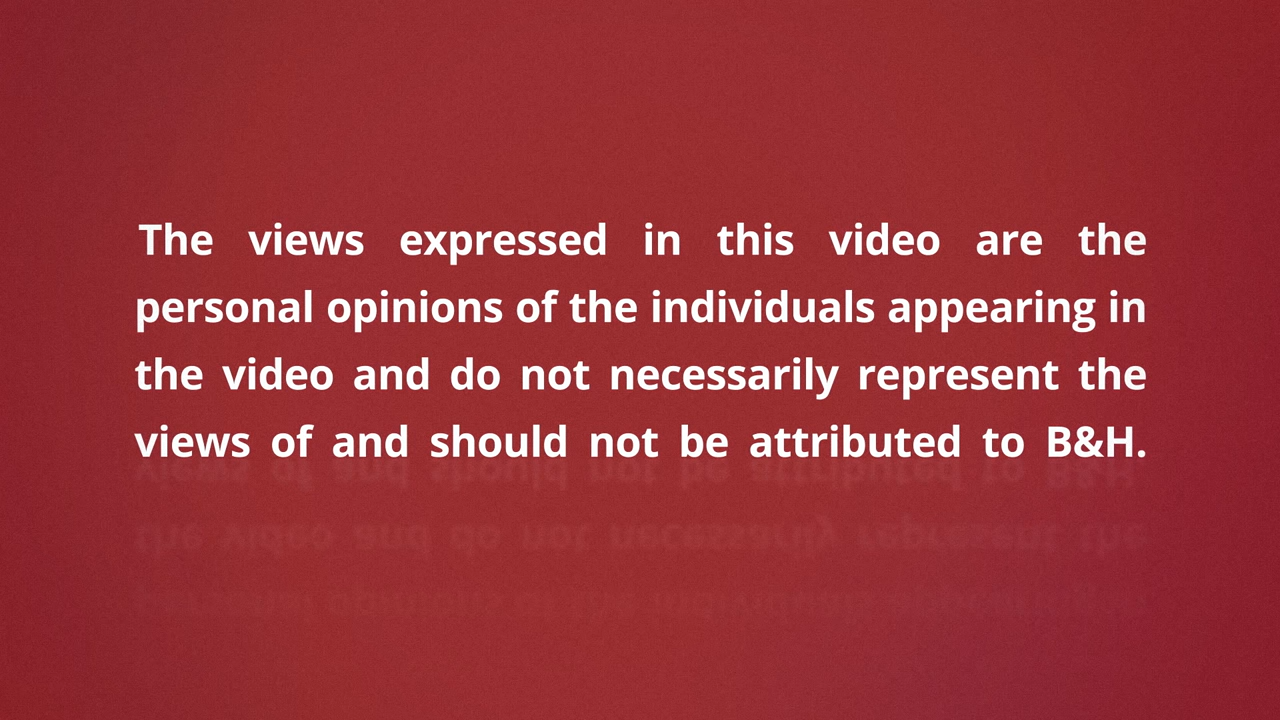 The views expressed in this video are the
personal opinions of the individuals appearing in
the video and do not necessarily represent the
views of and should not be attributed to B&H.